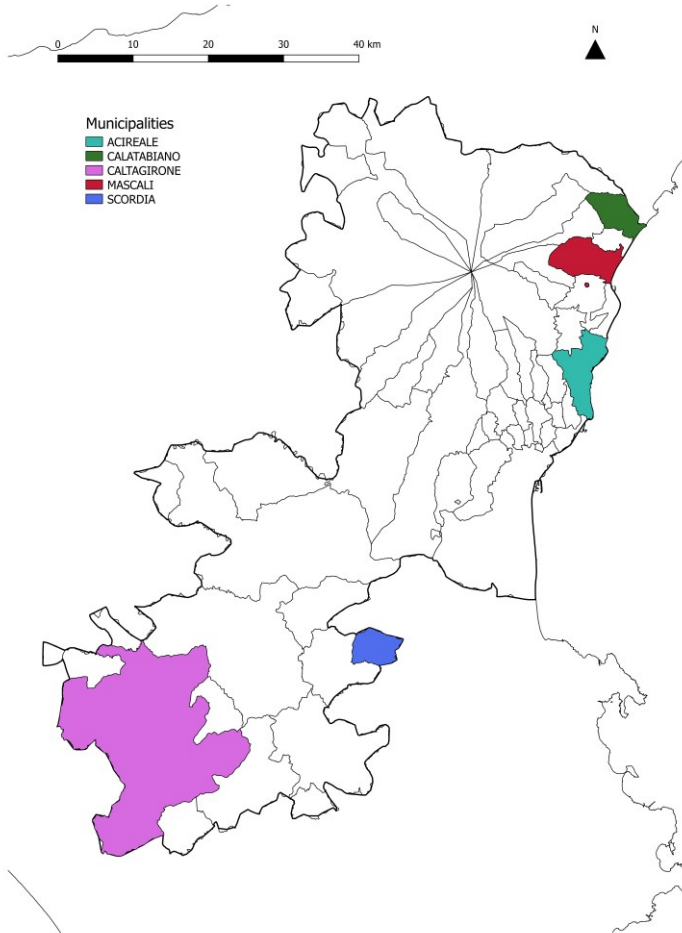 0 10 20 30 40 km
N
Municipalities
ACIREALE
CALATABIANO
CALTAGIRONE
MASCALI
SCORDIA